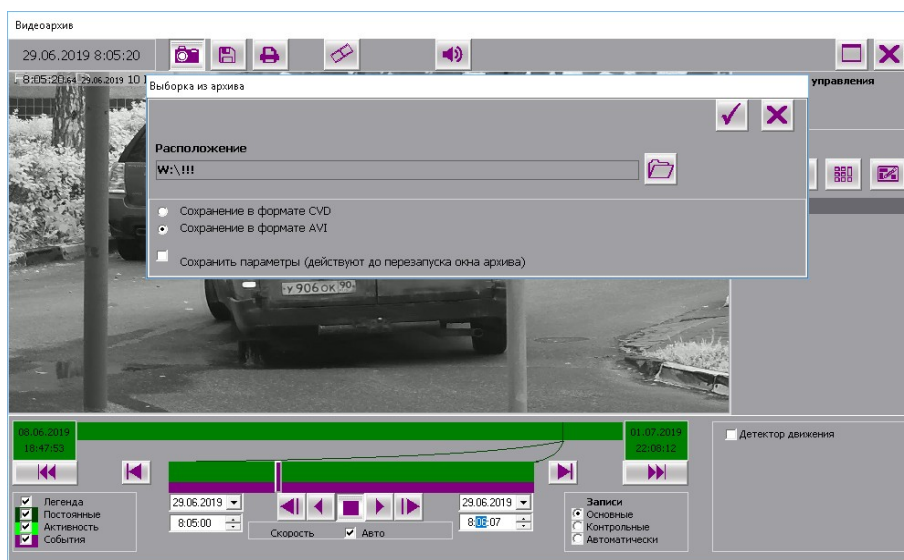 Видеоархив
29.06.2019 8:05:20
8:05:20.64 29.06.2019 10
управления
Выборка из архива
Расположение
W:\!!!
Сохранение в формате CVD
Сохранение в формате AVI
Сохранить параметры (действуют до перезапуска окна архива)
у 906 ок 90
08.06.2019
18:47:53
01.07.2019
22:08:12
Детектор движения
Легенда
Постоянные
Активность
События
29.06.2019
8:05:00
Скорость
Авто
29.06.2019
8:06:07
Записи
Основные
Контрольные
Автоматически